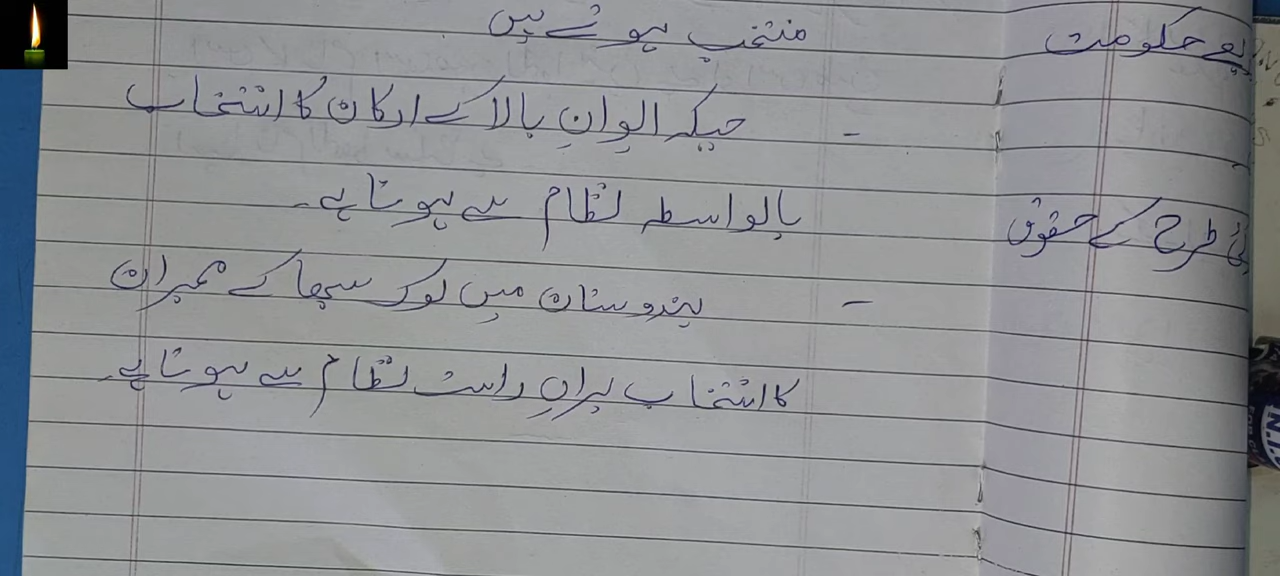 منتخب ہوئے ہیں
- جبکہ ایوانِ بالا کے ارکان کا انتخاب
بالواسطہ نظام سے ہوتا ہے۔
- ہندوستان میں لوک سبھا کے ممبران
کا انتخاب براہِ راست نظام سے ہوتا ہے۔
حکومت
طرح کے حقوق